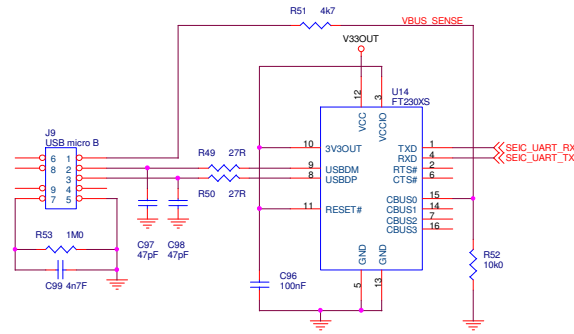 R51 4k7
VBUS_SENSE
V33OUT
U14
FT230XS
J9
USB micro B
12
3
VCC
VCCIO
6 1
8 2
3
9 4
7 5
R49 27R
R50 27R
10 3V3OUT
9 USBDM
8 USBDP
11 RESET#
TXD 1
RXD 4
RTS# 2
CTS# 6
SEIC_UART_RX
SEIC_UART_TX
CBUS0 15
CBUS1 14
CBUS2 7
CBUS3 16
GND
GND
5
13
R53 1M0
C99 4n7F
C97
47pF
C98
47pF
C96
100nF
R52
10k0